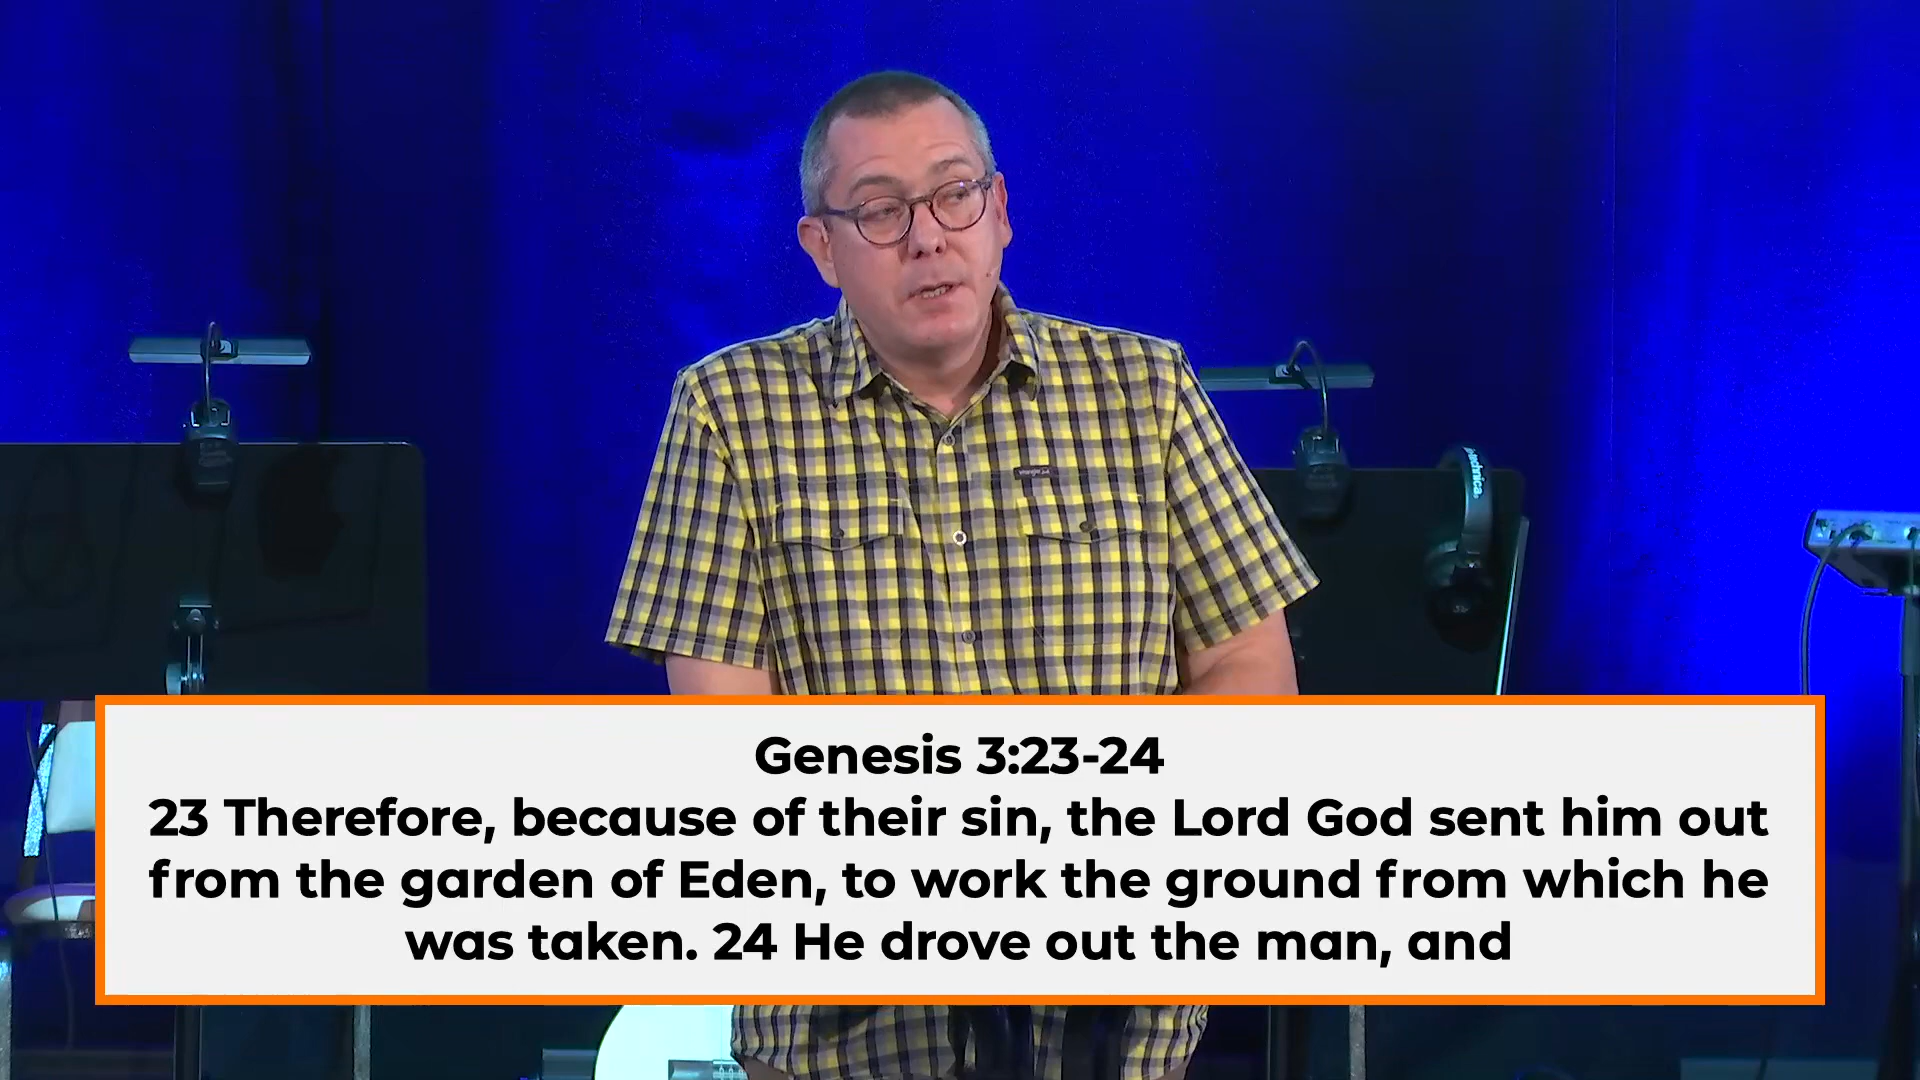 technica.
Genesis 3:23-24
23 Therefore, because of their sin, the Lord God sent him out
from the garden of Eden, to work the ground from which he
was taken. 24 He drove out the man, and